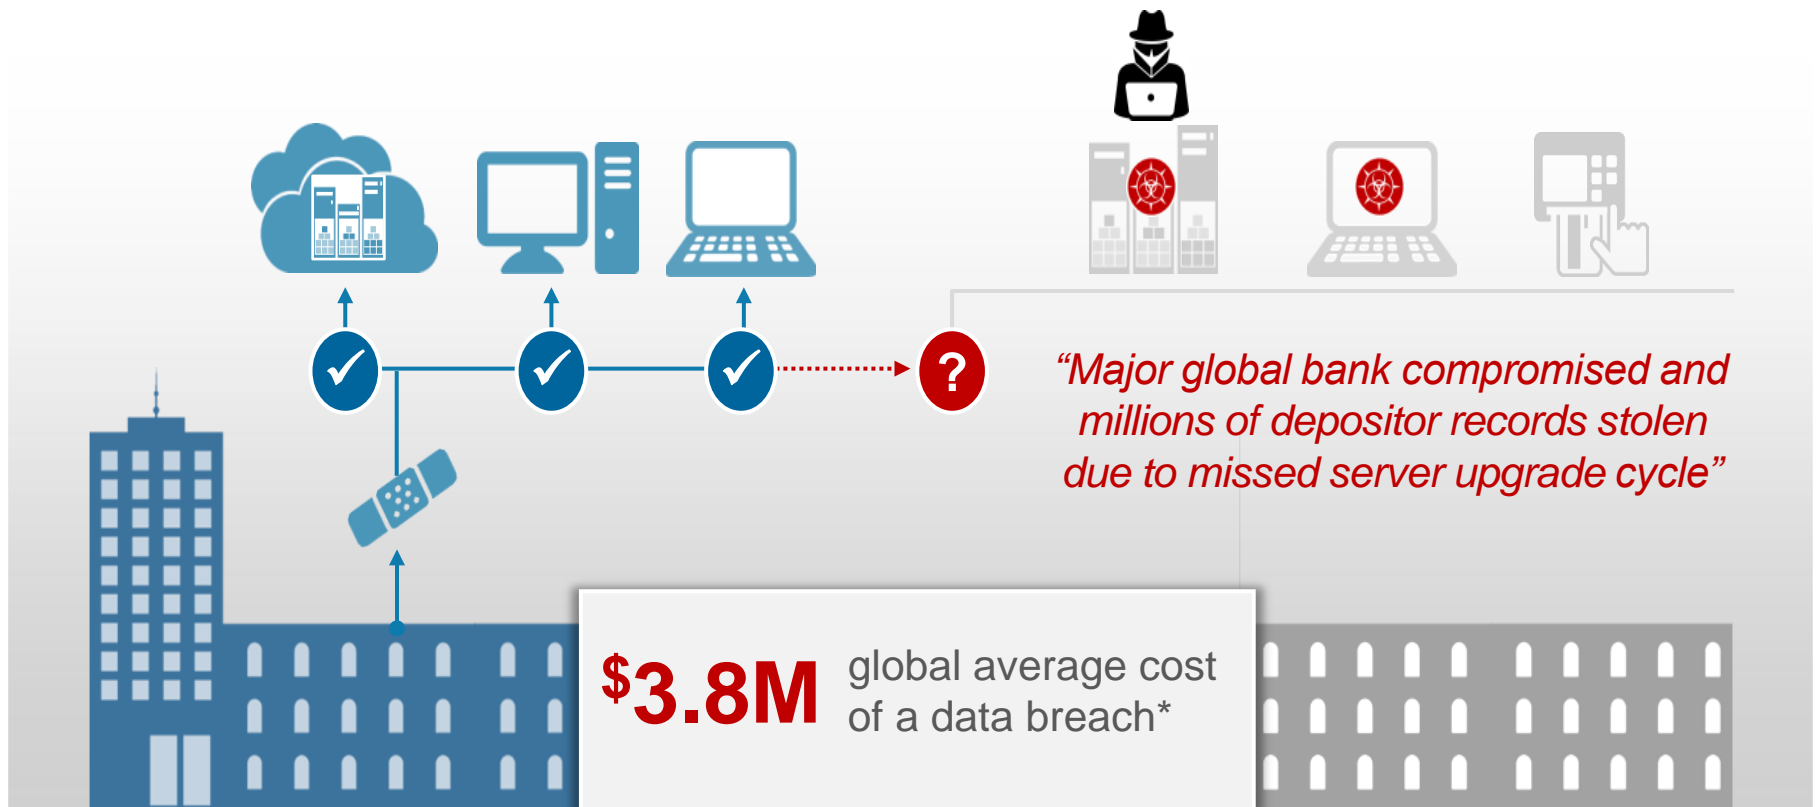 ?
“Major global bank compromised and
millions of depositor records stolen
due to missed server upgrade cycle”
$3.8M
global average cost
of a data breach*